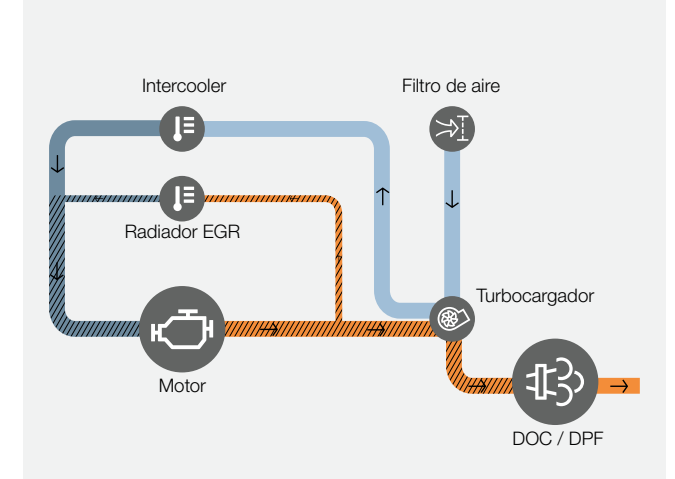 Intercooler
Filtro de aire
Radiador EGR
Turbocargador
Motor
DOC / DPF